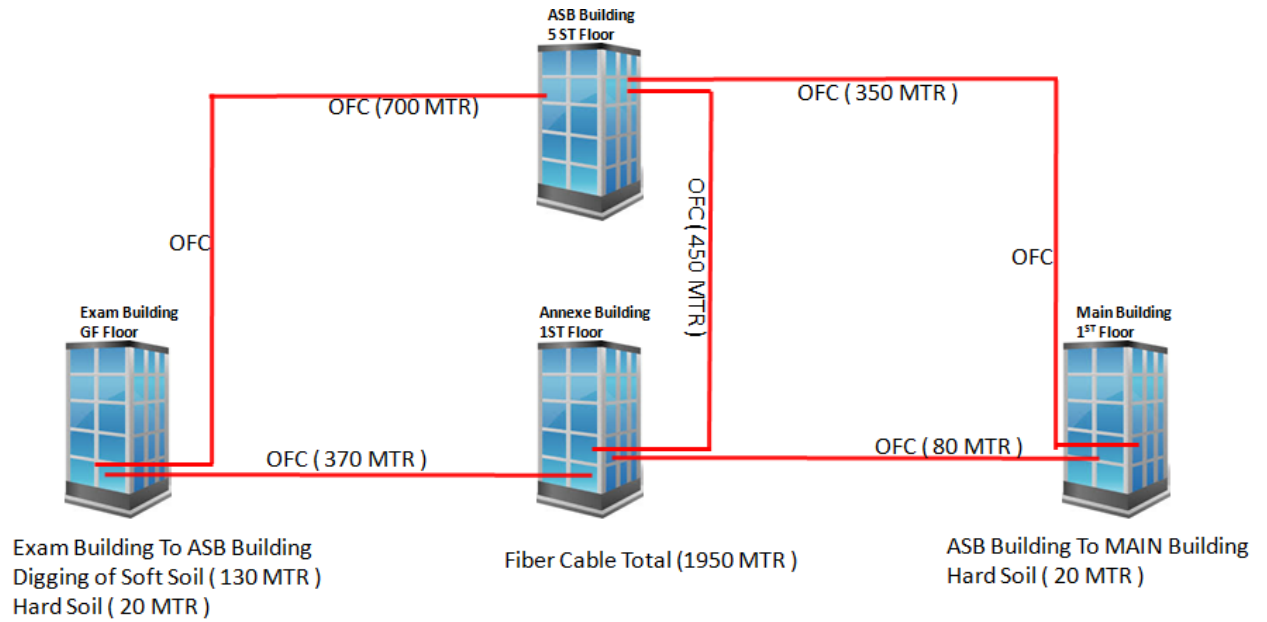 ASB Building
5 ST Floor
OFC (700 MTR)
OFC ( 350 MTR )
OFC ( 450 MTR)
OFC
OFC
Exam Building
GF Floor
Annexe Building
1ST Floor
Main Building
1ST Floor
OFC ( 370 MTR )
OFC ( 80 MTR )
Exam Building To ASB Building
Digging of Soft Soil ( 130 MTR )
Hard Soil ( 20 MTR )
Fiber Cable Total (1950 MTR )
ASB Building To MAIN Building
Hard Soil ( 20 MTR )